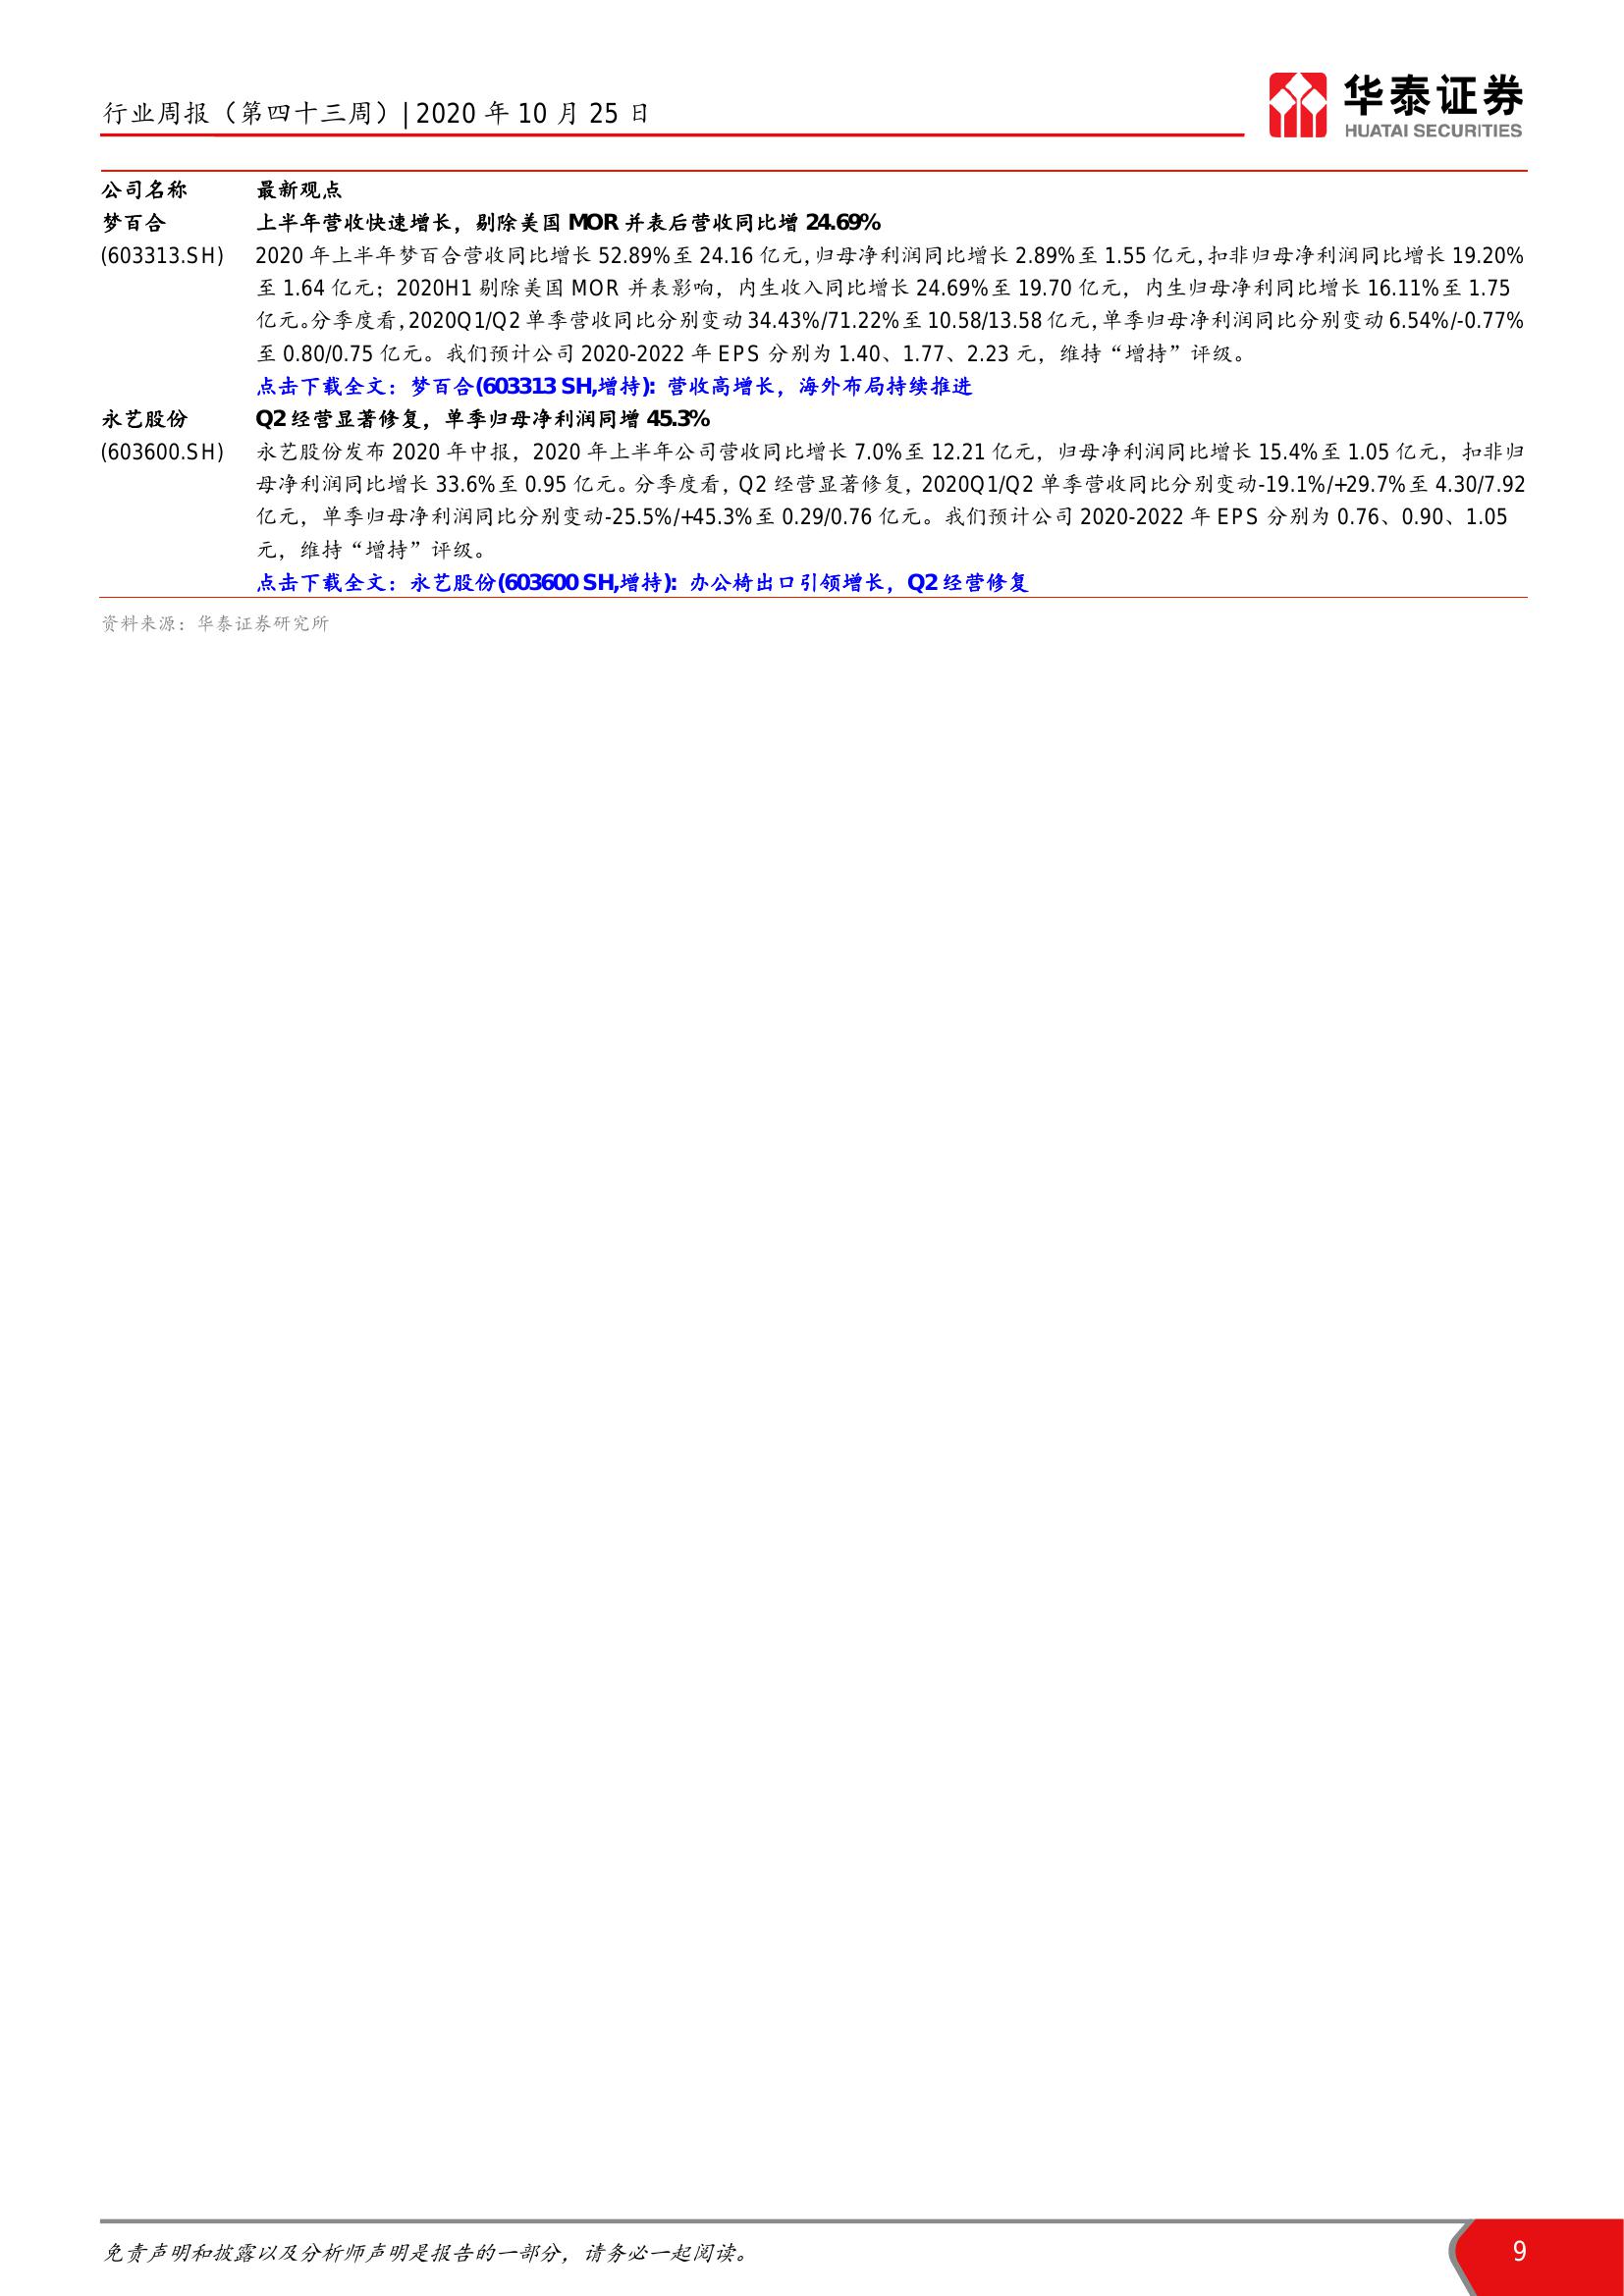 行业周报（第四十三周）| 2020 年 10 月 25 日
华泰证券
HUATAI SECURITIES
公司名称 最新观点
梦百合 上半年营收快速增长，剔除美国 MOR 并表后营收同比增 24.69%
(603313.SH) 2020 年上半年梦百合营收同比增长 52.89%至 24.16 亿元，归母净利润同比增长 2.89%至 1.55 亿元，扣非归母净利润同比增长 19.20%
至 1.64 亿元；2020H1 剔除美国 MOR 并表影响，内生收入同比增长 24.69%至 19.70 亿元，内生归母净利同比增长 16.11%至 1.75
亿元。分季度看，2020Q1/Q2 单季营收同比分别变动 34.43%/71.22%至 10.58/13.58 亿元，单季归母净利润同比分别变动 6.54%/-0.77%
至 0.80/0.75 亿元。我们预计公司 2020-2022 年 EPS 分别为 1.40、1.77、2.23 元，维持“增持”评级。
点击下载全文：梦百合(603313 SH,增持): 营收高增长，海外布局持续推进
永艺股份 Q2 经营显著修复，单季归母净利润同增 45.3%
(603600.SH) 永艺股份发布 2020 年中报，2020 年上半年公司营收同比增长 7.0%至 12.21 亿元，归母净利润同比增长 15.4%至 1.05 亿元，扣非归
母净利润同比增长 33.6%至 0.95 亿元。分季度看，Q2 经营显著修复，2020Q1/Q2 单季营收同比分别变动-19.1%/+29.7%至 4.30/7.92
亿元，单季归母净利润同比分别变动-25.5%/+45.3%至 0.29/0.76 亿元。我们预计公司 2020-2022 年 EPS 分别为 0.76、0.90、1.05
元，维持“增持”评级。
点击下载全文：永艺股份(603600 SH,增持): 办公椅出口引领增长，Q2 经营修复
资料来源：华泰证券研究所
免责声明和披露以及分析师声明是报告的一部分，请务必一起阅读。
9